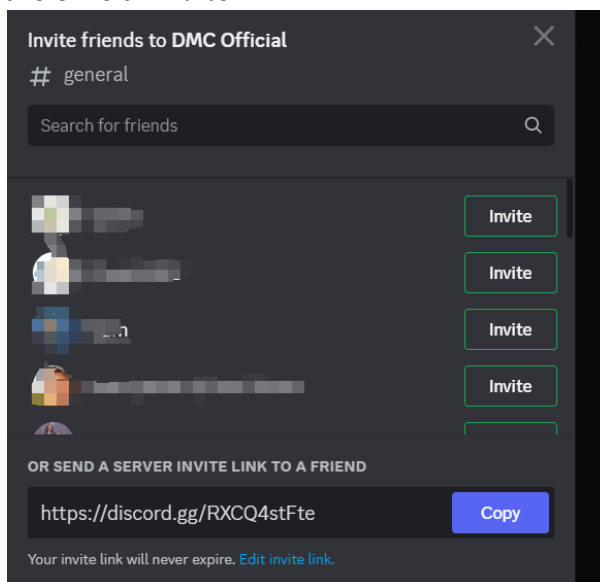 Invite friends to DMC Official
# general
Search for friends
Invite
Invite
Invite
Invite
OR SEND A SERVER INVITE LINK TO A FRIEND
https://discord.gg/RXCQ4stFte
Copy
Your invite link will never expire. Edit invite link.